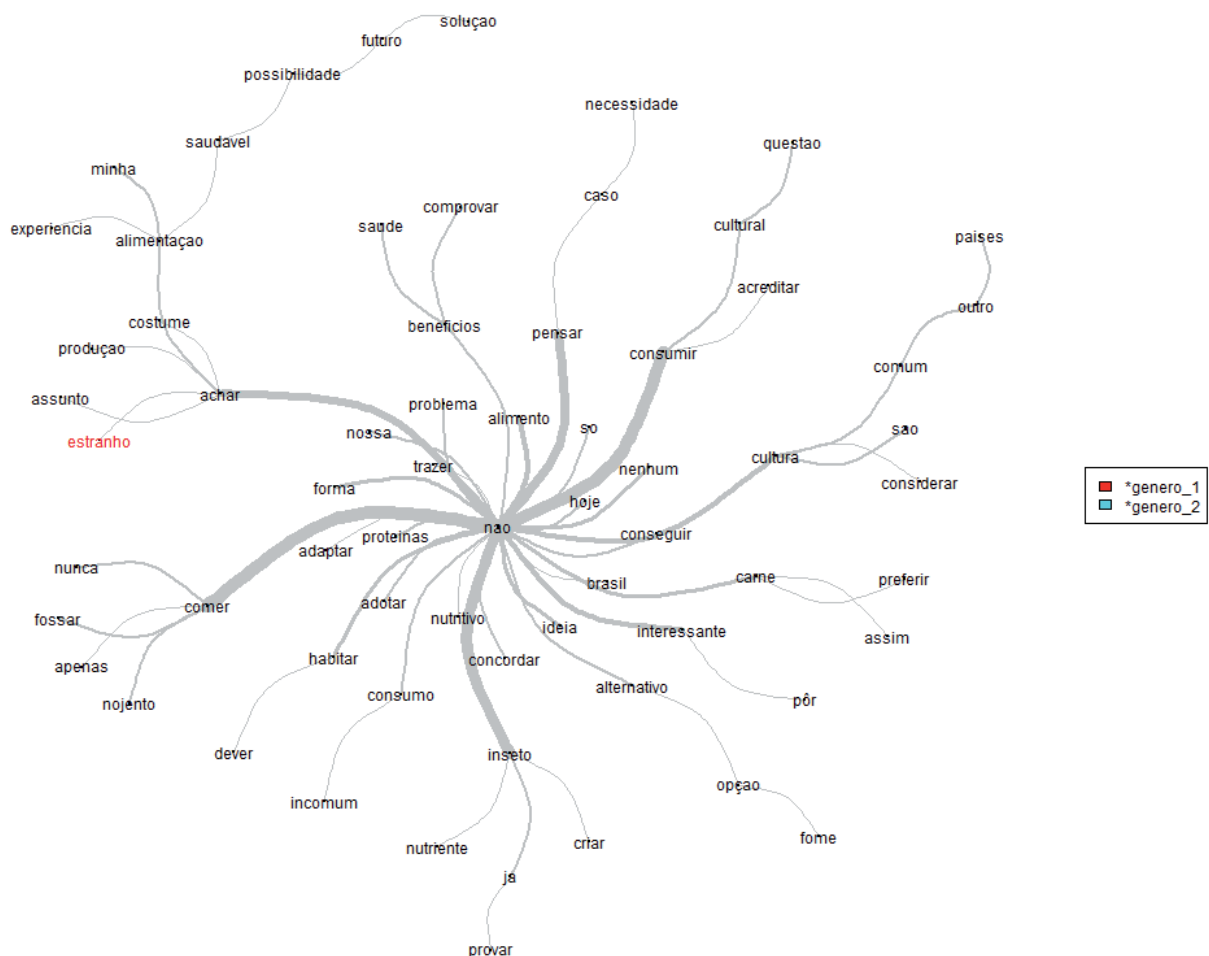 soluçao
futuro
possibilidade
necessidade
saudavel
questao
minha
caso
comprovar
cultural
saude
experiencia
alimentaçao
paises
acreditar
outro
costume
beneficios
pensar
produçao
consumir
comum
achar
assunto
problema
alimento
so
sao
nossa
estranho
cultura
trazer
nenhum
considerar
forma
hoje
*genero_1
*genero_2
nao
conseguir
proteinas
adaptar
nunca
brasil
carne
preferir
comer
adotar
fossar
nutritivo
ideia
interessante
assim
apenas
habitar
concordar
alternativo
consumo
nojento
pôr
dever
inseto
opçao
incomum
fome
nutriente
criar
ja
provar